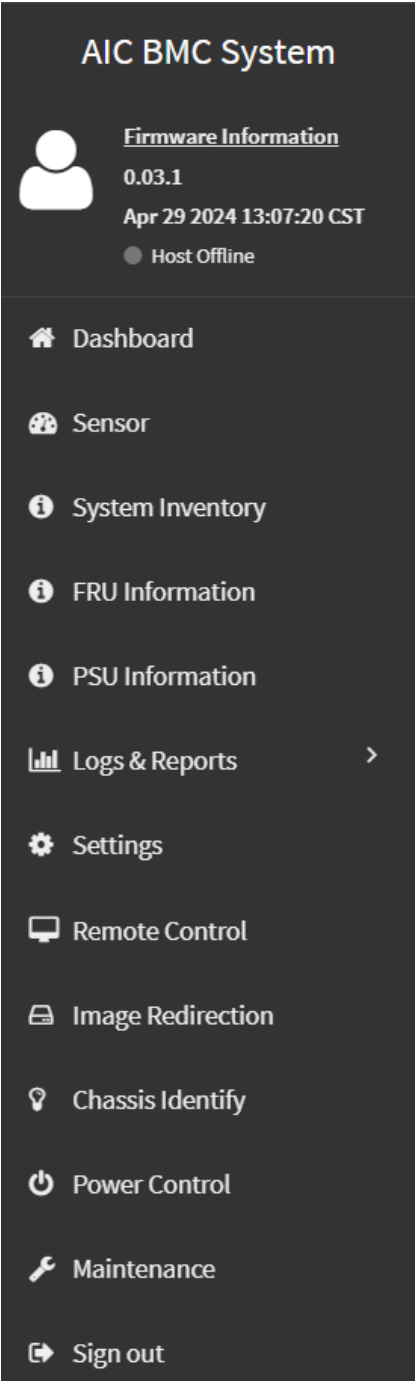 AIC BMC System
Firmware Information
0.03.1
Apr 29 2024 13:07:20 CST
Host Offline
Dashboard
Sensor
System Inventory
FRU Information
PSU Information
Logs & Reports
Settings
Remote Control
Image Redirection
Chassis Identify
Power Control
Maintenance
Sign out